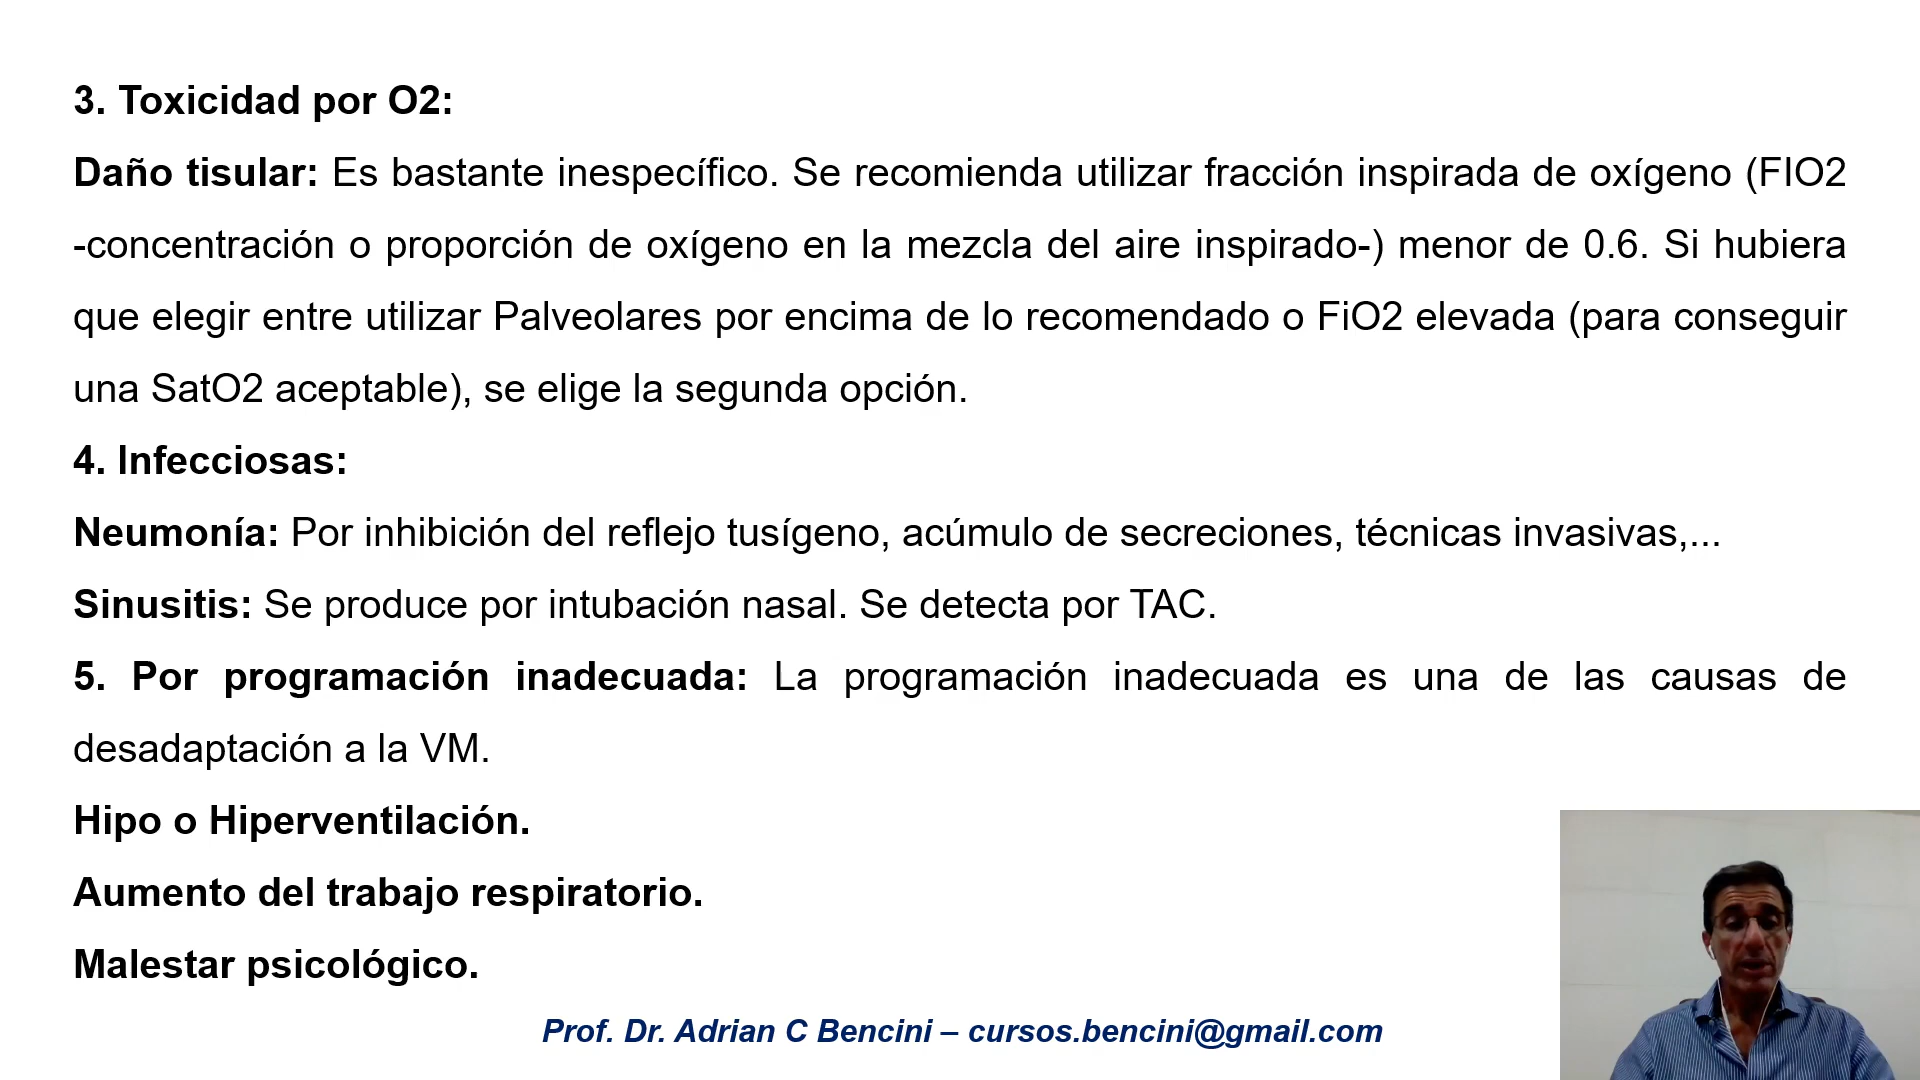 3. Toxicidad por O2:
Daño tisular: Es bastante inespecífico. Se recomienda utilizar fracción inspirada de oxígeno (FIO2
-concentración o proporción de oxígeno en la mezcla del aire inspirado-) menor de 0.6. Si hubiera
que elegir entre utilizar Palveolares por encima de lo recomendado o FiO2 elevada (para conseguir
una SatO2 aceptable), se elige la segunda opción.
4. Infecciosas:
Neumonía: Por inhibición del reflejo tusígeno, acúmulo de secreciones, técnicas invasivas,...
Sinusitis: Se produce por intubación nasal. Se detecta por TAC.
5. Por programación inadecuada: La programación inadecuada es una de las causas de
desadaptación a la VM.
Hipo o Hiperventilación.
Aumento del trabajo respiratorio.
Malestar psicológico.
Prof. Dr. Adrian C Bencini – cursos.bencini@gmail.com